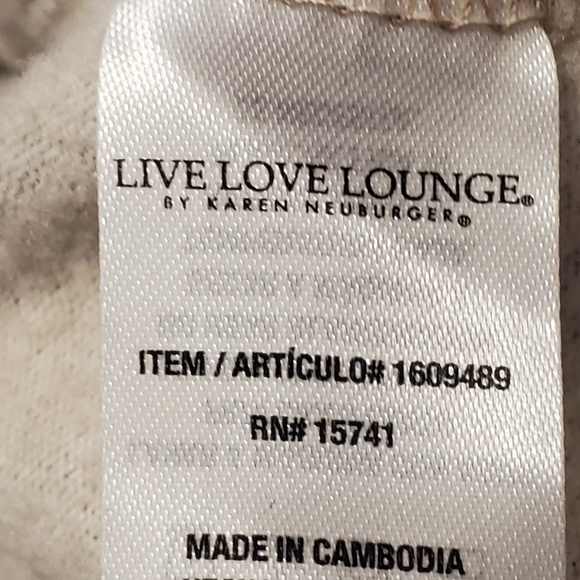 LIVE LOVE LOUNGE®
BY KAREN NEUBURGER®
ITEM / ARTÍCULO# 1609489
RN# 15741
MADE IN CAMBODIA